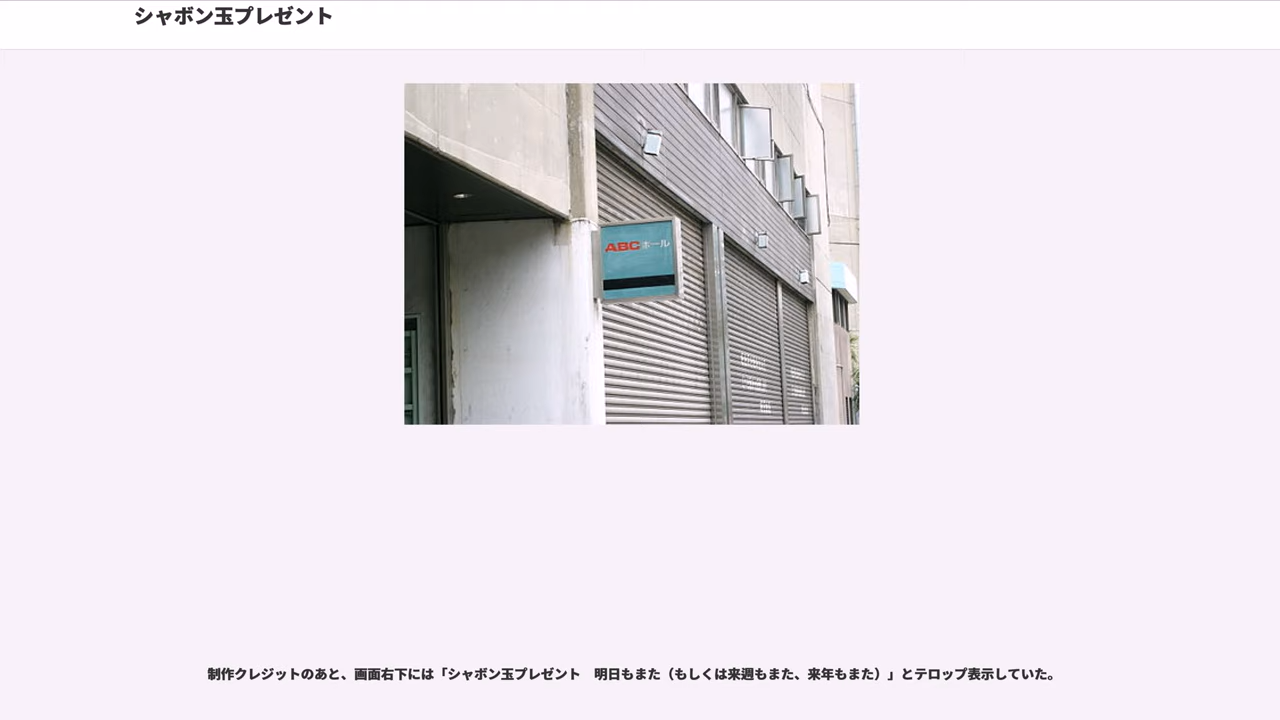 シャボン玉プレゼント
ABCホール
制作クレジットのあと、画面右下には「シャボン玉プレゼント　明日もまた（もしくは来週もまた、来年もまた）」とテロップ表示していた。